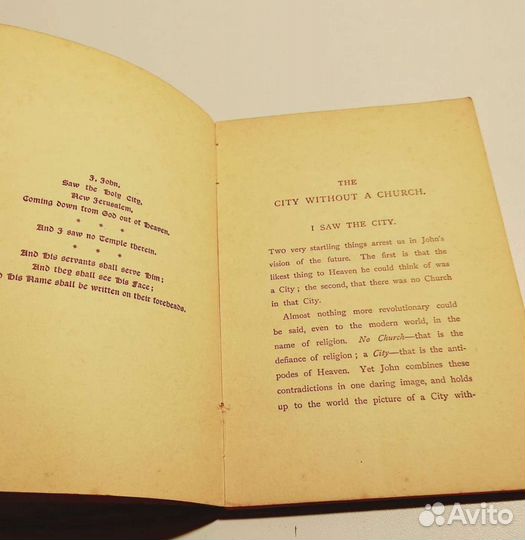 I, John,
Saw the Holy City,
New Jerusalem,
Coming down from God out of Heaven.
* * *
And I saw no Temple therein.
* * *
And His servants shall serve Him;
And they shall see His Face;
His Name shall be written on their foreheads.
THE
CITY WITHOUT A CHURCH.
I SAW THE CITY.
Two very startling things arrest us in John's
vision of the future. The first is that the
likest thing to Heaven he could think of was
a City; the second, that there was no Church
in that City.
Almost nothing more revolutionary could
be said, even to the modern world, in the
name of religion. No Church—that is the
defiance of religion; a City—that is the anti-
podes of Heaven. Yet John combines these
contradictions in one daring image, and holds
up to the world the picture of a City with-
Avito